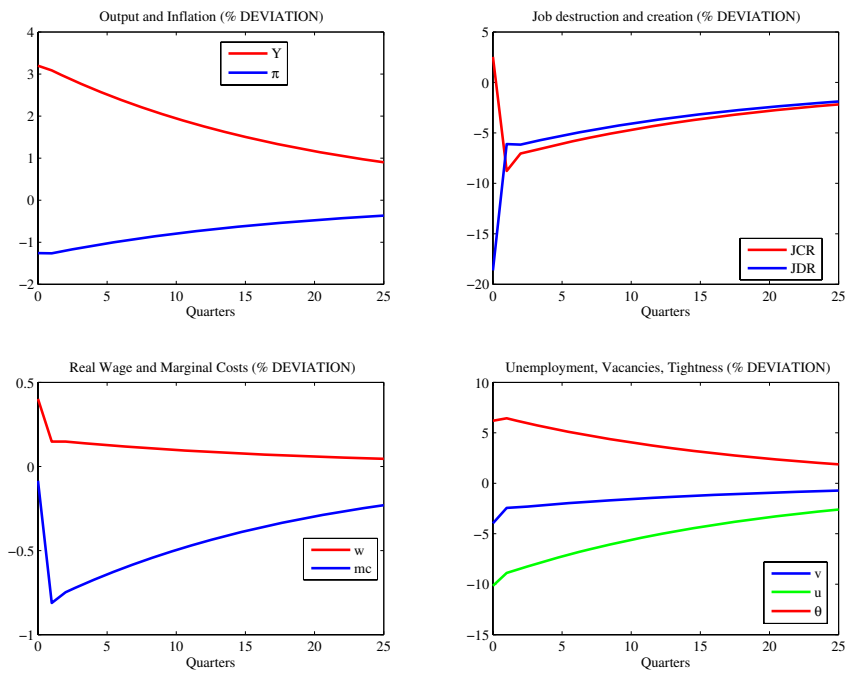 Output and Inflation (% DEVIATION)
4
3
2
1
0
−1
−2
0 5 10 15 20 25
Quarters
Y
π
Job destruction and creation (% DEVIATION)
5
0
−5
−10
−15
−20
0 5 10 15 20 25
Quarters
JCR
JDR
Real Wage and Marginal Costs (% DEVIATION)
0.5
0
−0.5
−1
0 5 10 15 20 25
Quarters
w
mc
Unemployment, Vacancies, Tightness (% DEVIATION)
10
5
0
−5
−10
−15
0 5 10 15 20 25
Quarters
v
u
θ